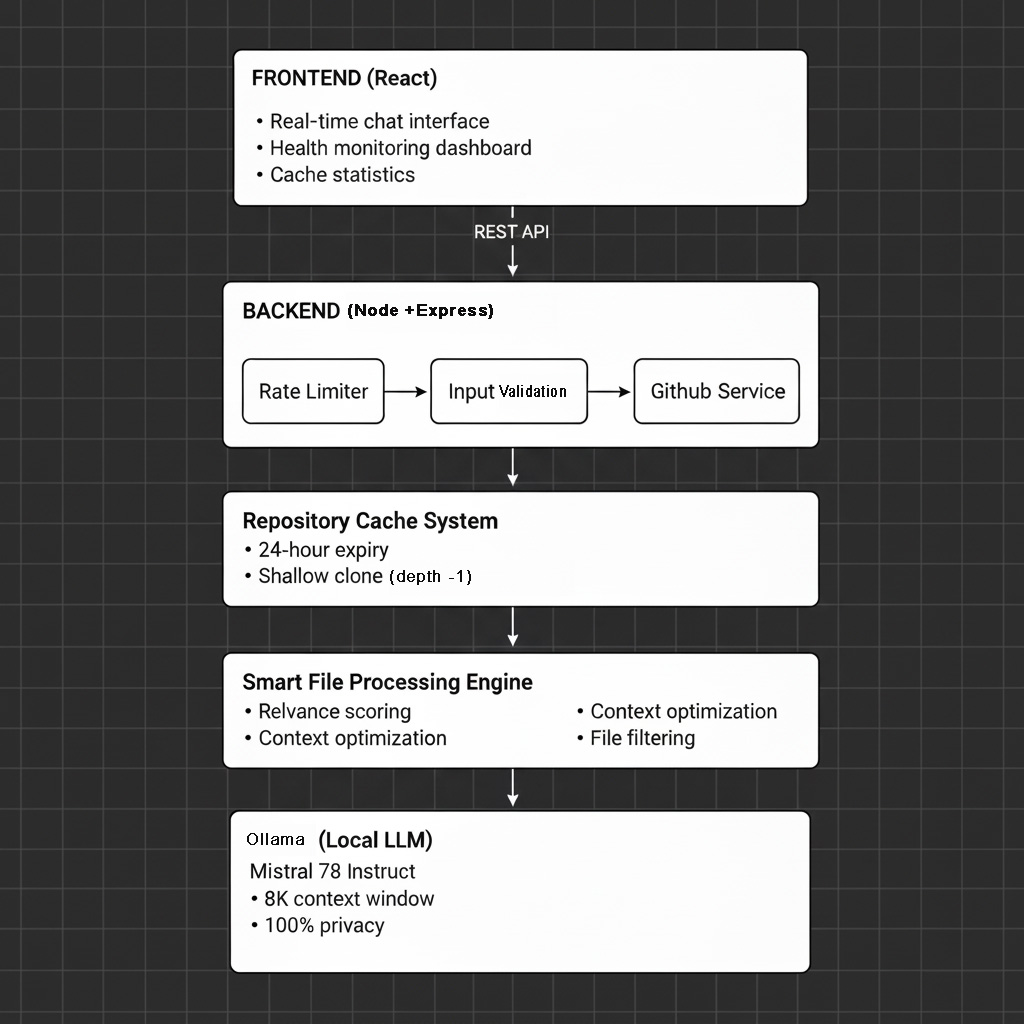 FRONTEND (React)
• Real-time chat interface
• Health monitoring dashboard
• Cache statistics
REST API
BACKEND (Node +Express)
Rate Limiter
Input Validation
Github Service
Repository Cache System
• 24-hour expiry
• Shallow clone (depth -1)
Smart File Processing Engine
• Relvance scoring
• Context optimization
• Context optimization
• File filtering
Ollama (Local LLM)
Mistral 78 Instruct
• 8K context window
• 100% privacy